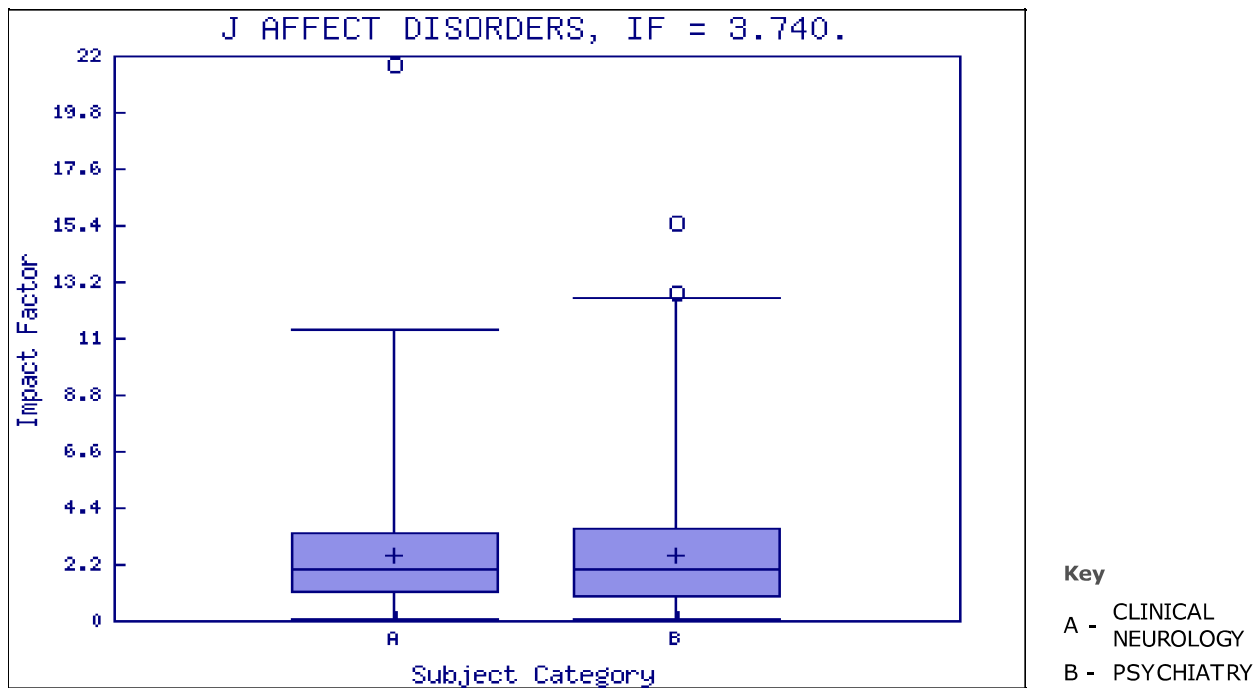 J AFFECT DISORDERS, IF = 3.740.
22
19.8
17.6
15.4
13.2
11
8.8
6.6
4.4
2.2
0
Impact Factor
A
B
Subject Category
Key
A - CLINICAL
NEUROLOGY
B - PSYCHIATRY